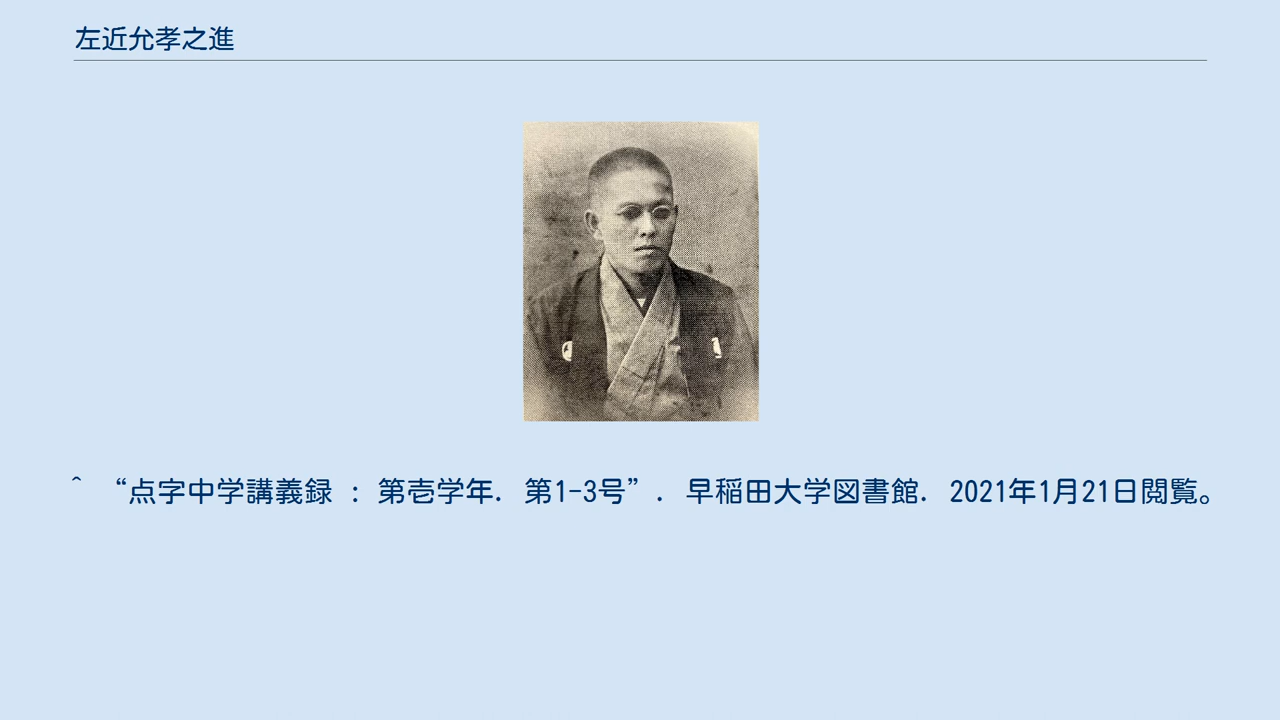 左近允孝之進
^ “点字中学講義録 : 第壱学年. 第1-3号”. 早稲田大学図書館. 2021年1月21日閲覧。